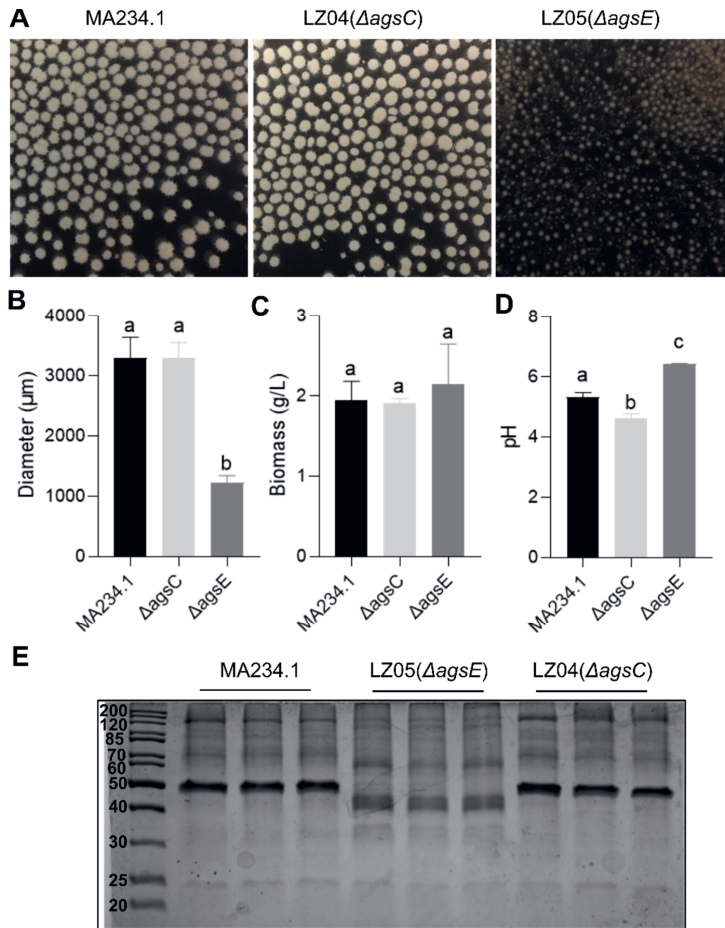 A
MA234.1
LZ04(ΔagsC)
LZ05(ΔagsE)
B
4000
3000
2000
1000
0
Diameter (µm)
a
a
b
MA234.1
ΔagsC
ΔagsE
C
3
2
1
0
Biomass (g/L)
a
a
a
MA234.1
ΔagsC
ΔagsE
D
8
6
4
2
0
pH
a
b
c
MA234.1
ΔagsC
ΔagsE
E
MA234.1
LZ05(ΔagsE)
LZ04(ΔagsC)
200
120
85
70
60
50
40
30
25
20